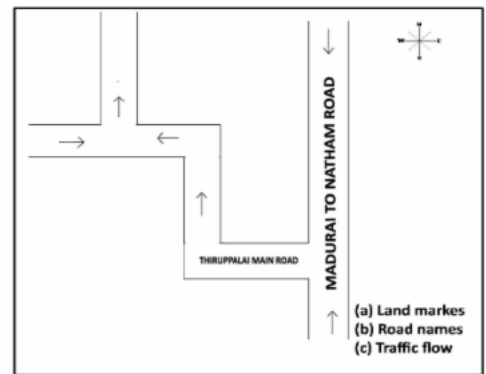 N
W E
S
MADURAI TO NATHAM ROAD
THIRUPPALAI MAIN ROAD
(a) Land markes
(b) Road names
(c) Traffic flow